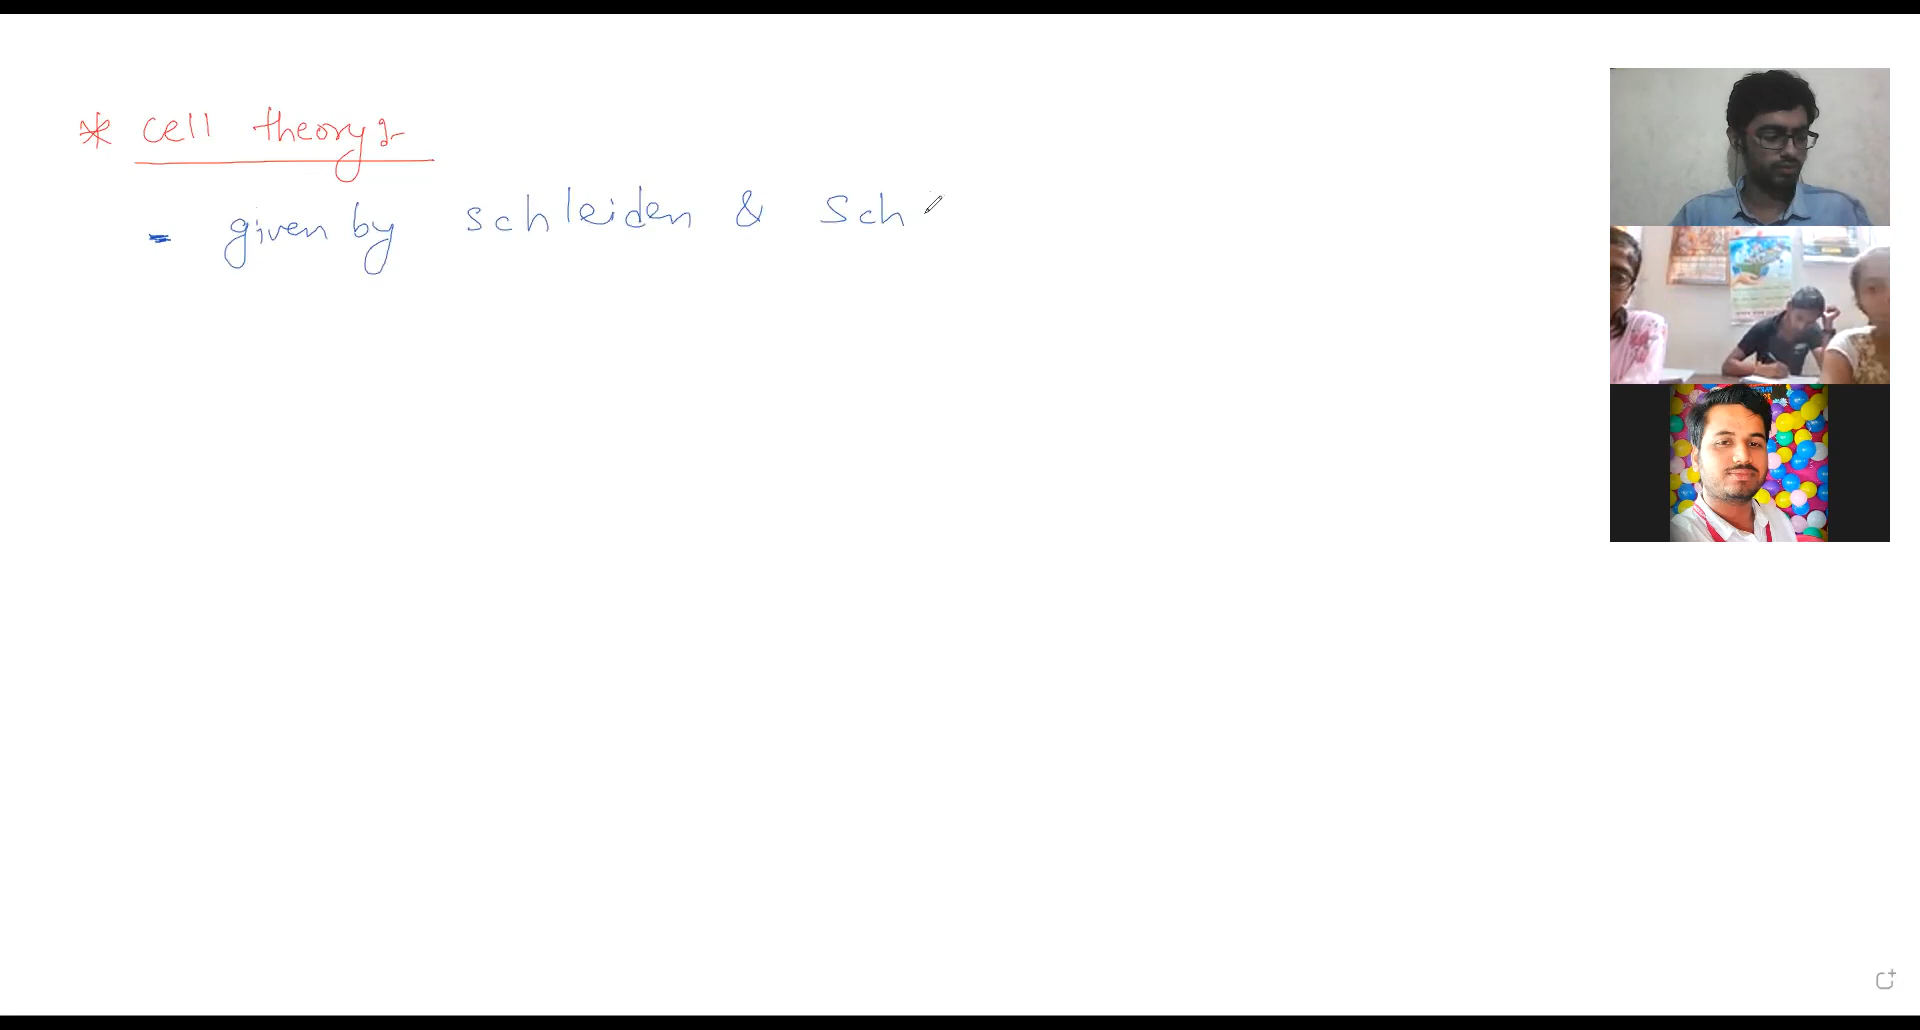 * cell theory :-
- given by schleiden & Sch